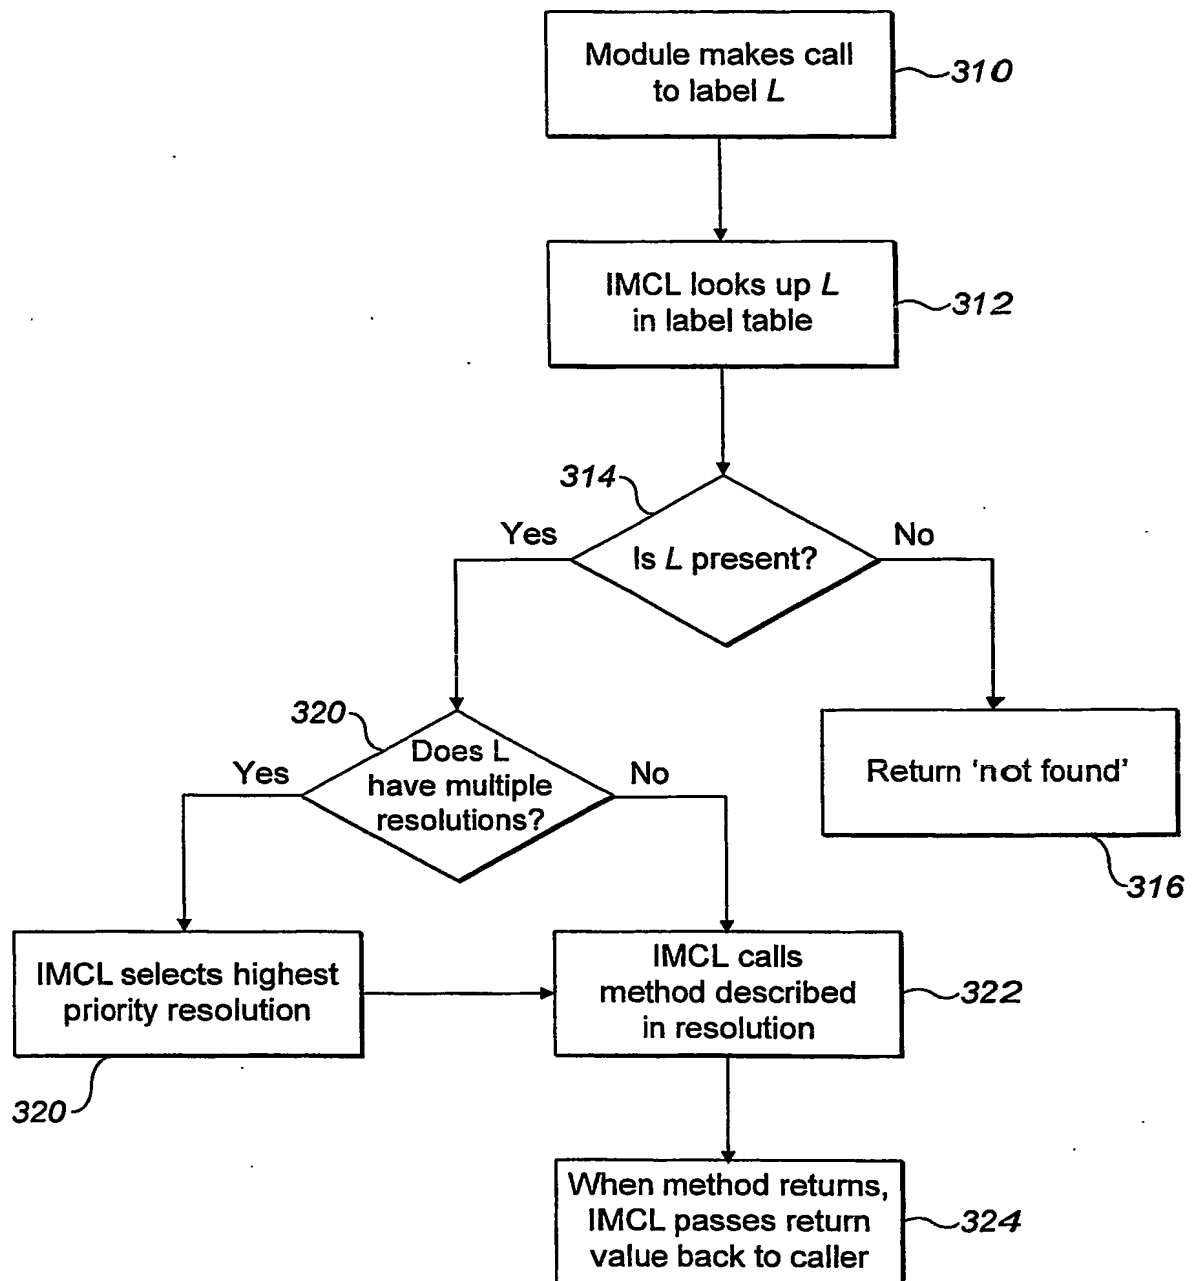 Module makes call
to label L
310
IMCL looks up L
in label table
312
314
Yes
Is L present?
No
320
Does L
have multiple
resolutions?
Yes
No
Return 'not found'
316
IMCL selects highest
priority resolution
320
IMCL calls
method described
in resolution
322
When method returns,
IMCL passes return
value back to caller
324